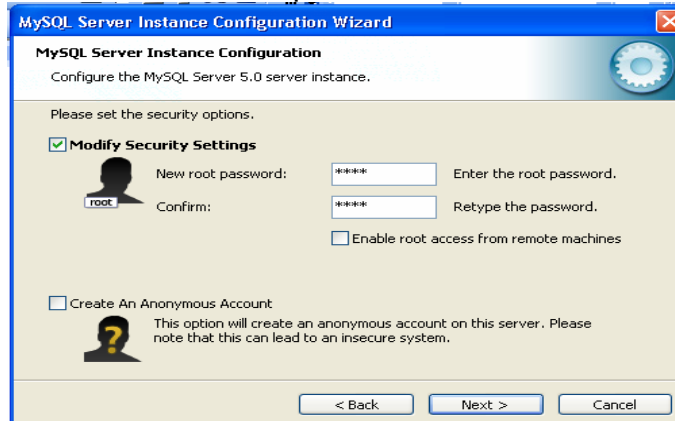 MySQL Server Instance Configuration Wizard
MySQL Server Instance Configuration
Configure the MySQL Server 5.0 server instance.
Please set the security options.
Modify Security Settings
root
New root password: **** Enter the root password.
Confirm: **** Retype the password.
Enable root access from remote machines
Create An Anonymous Account
This option will create an anonymous account on this server. Please
note that this can lead to an insecure system.
< Back Next > Cancel